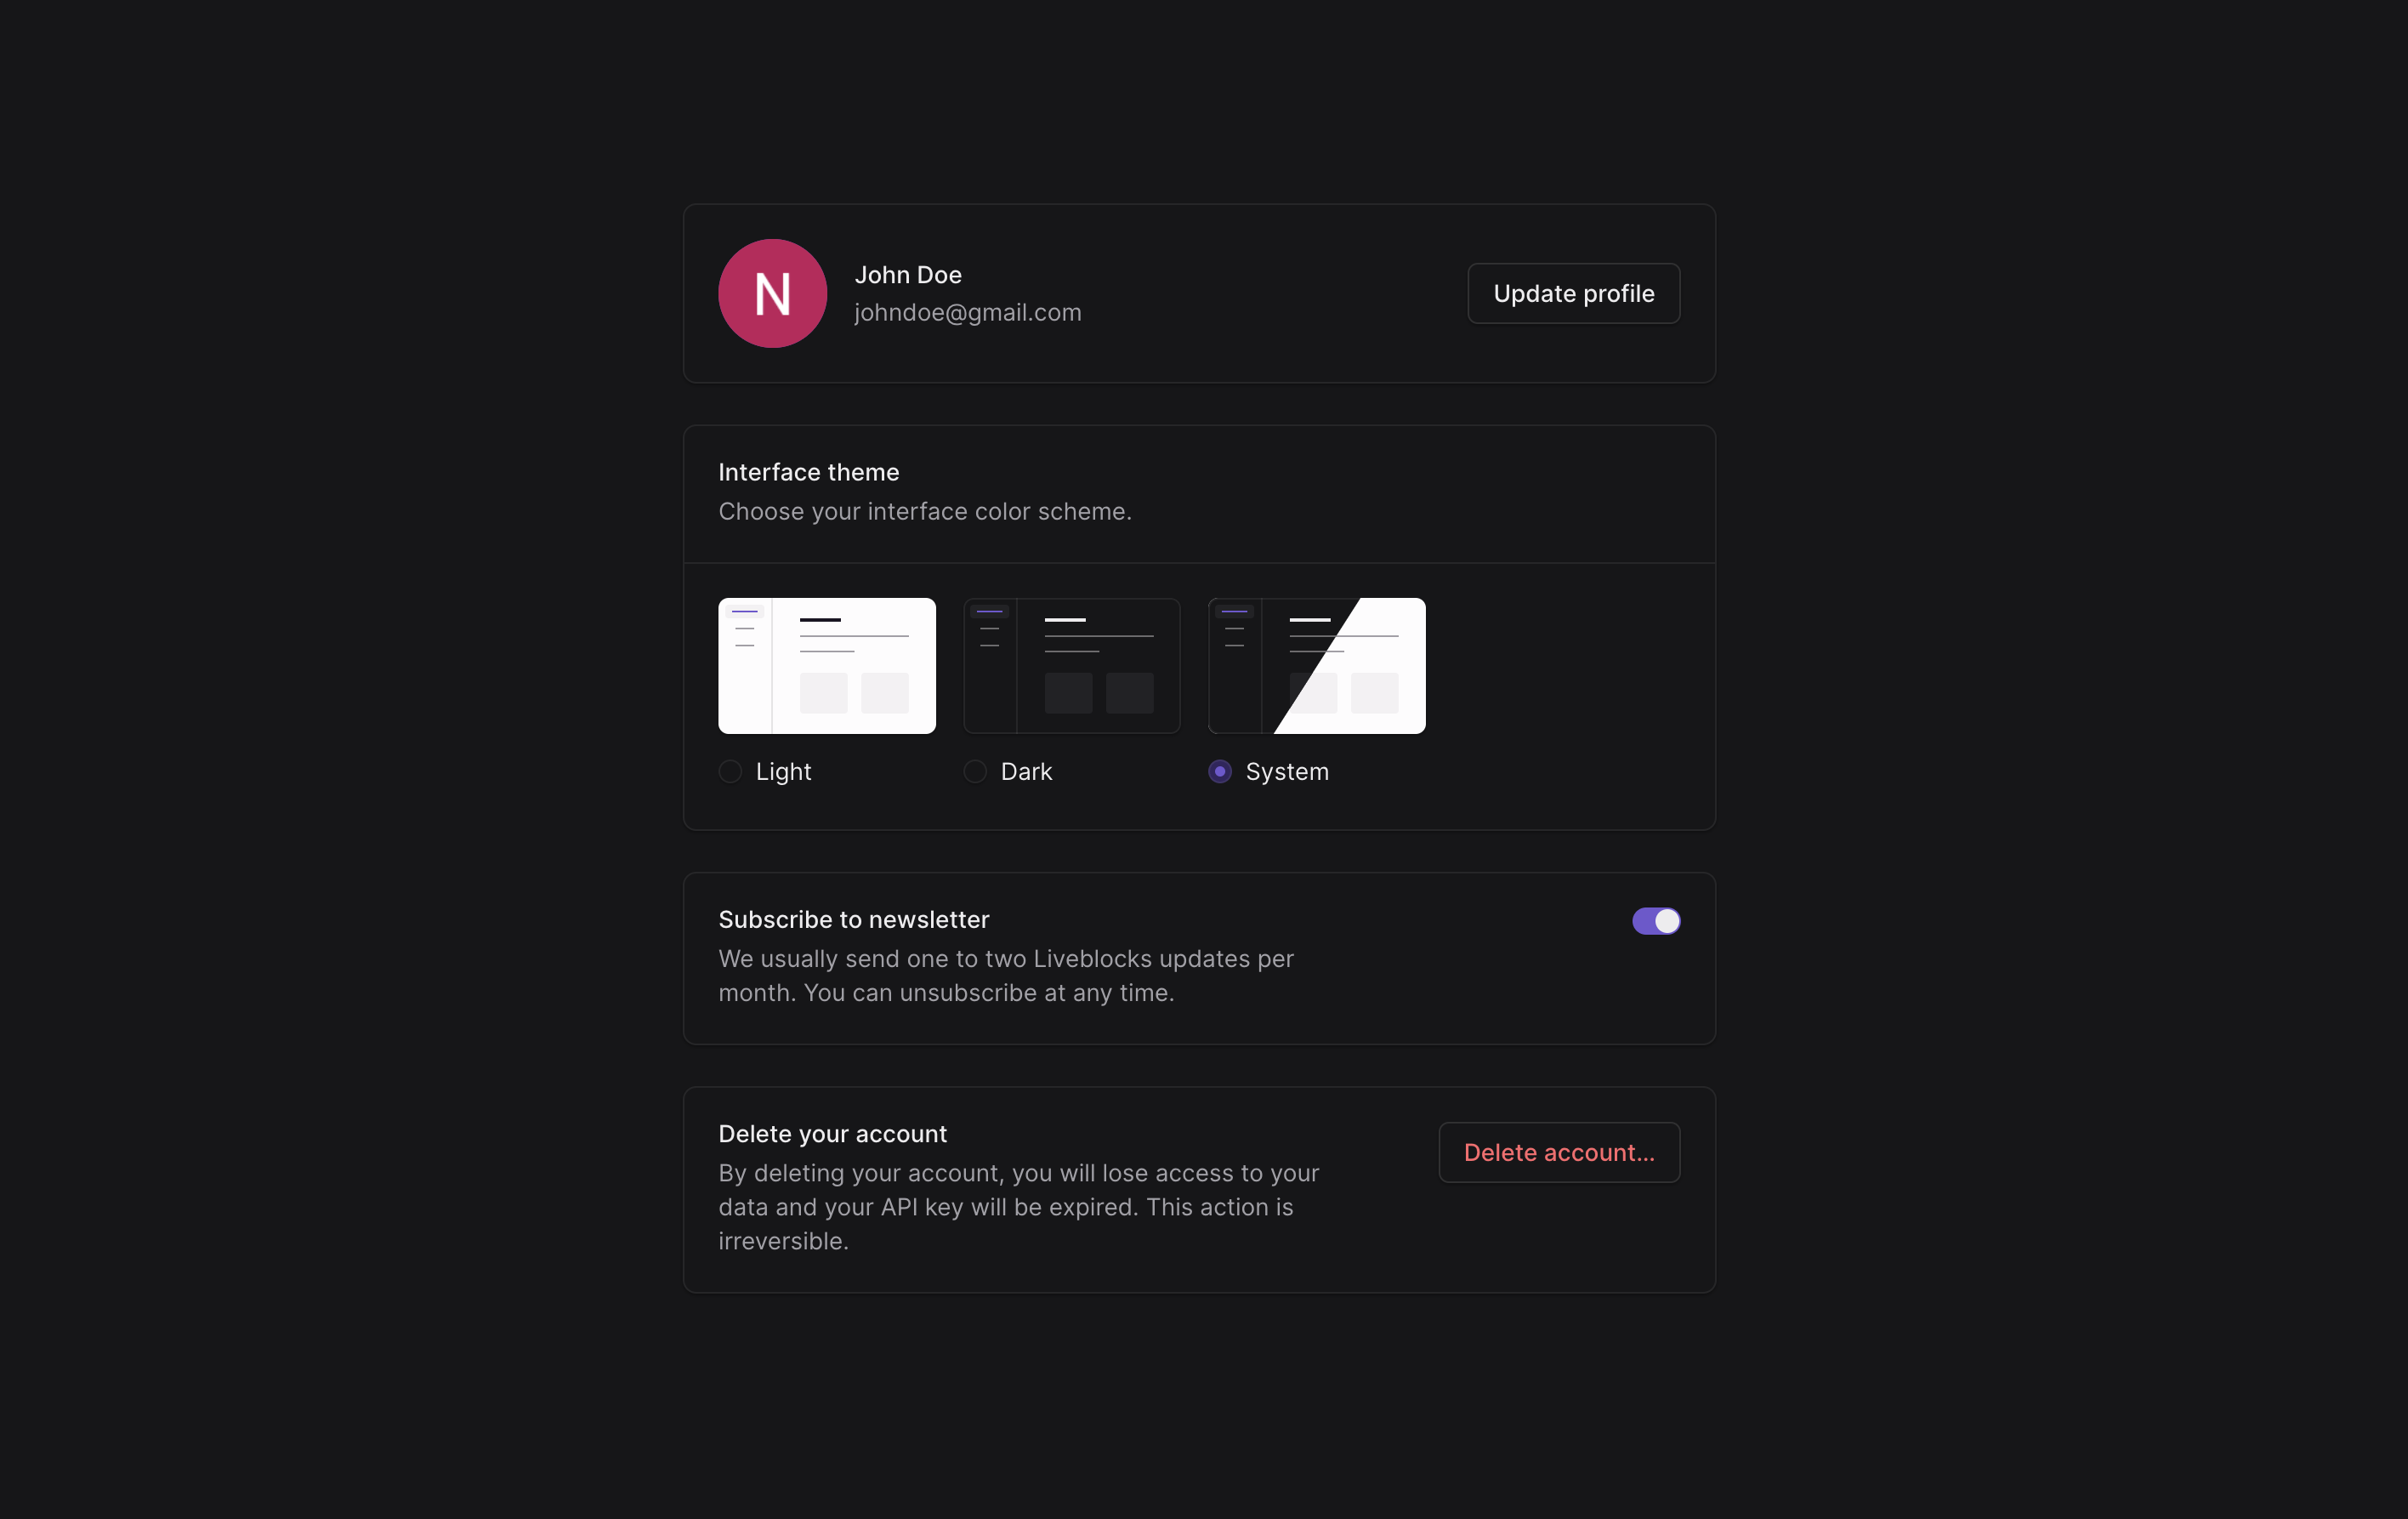 N
John Doe
johndoe@gmail.com
Update profile
Interface theme
Choose your interface color scheme.
Light
Dark
System
Subscribe to newsletter
We usually send one to two Liveblocks updates per
month. You can unsubscribe at any time.
Delete your account
By deleting your account, you will lose access to your
data and your API key will be expired. This action is
irreversible.
Delete account...